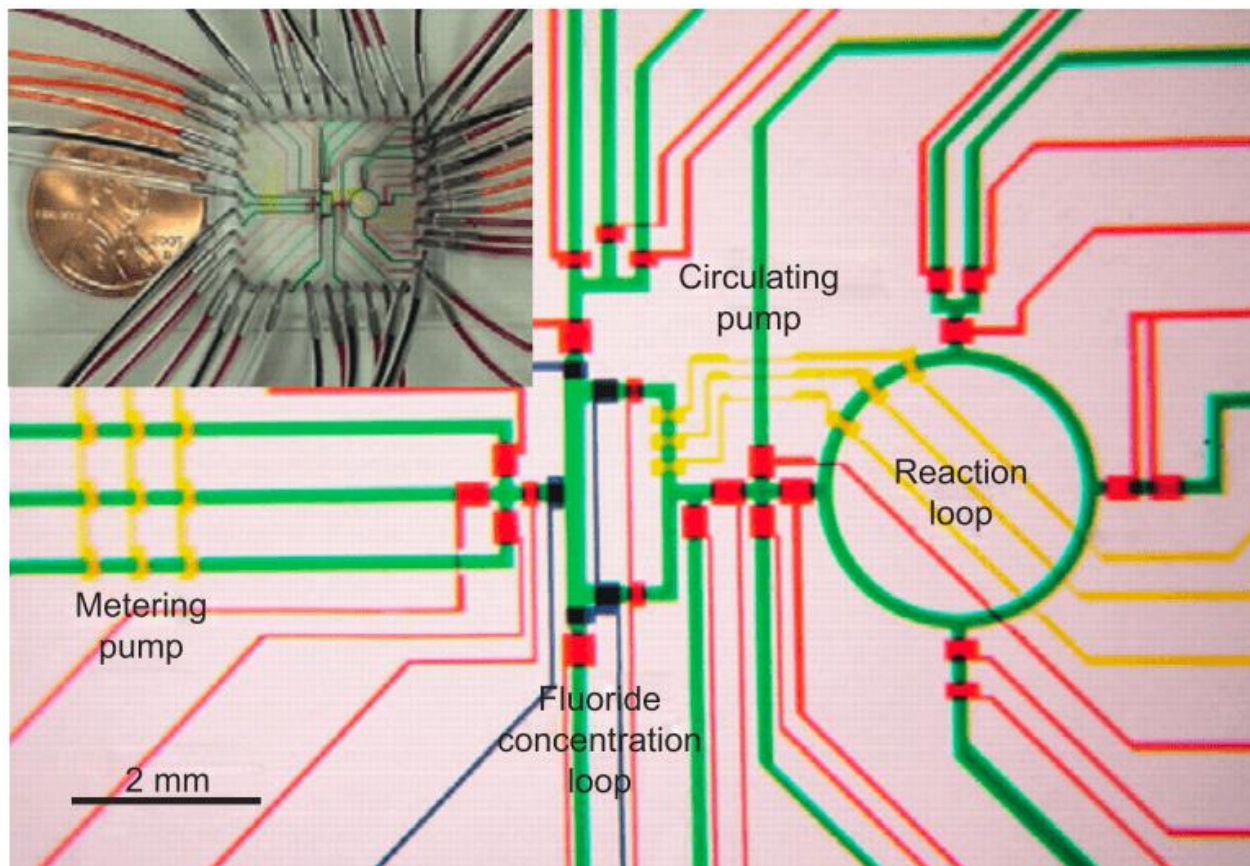 Circulating
pump
Reaction
loop
Metering
pump
Fluoride
concentration
loop
2 mm